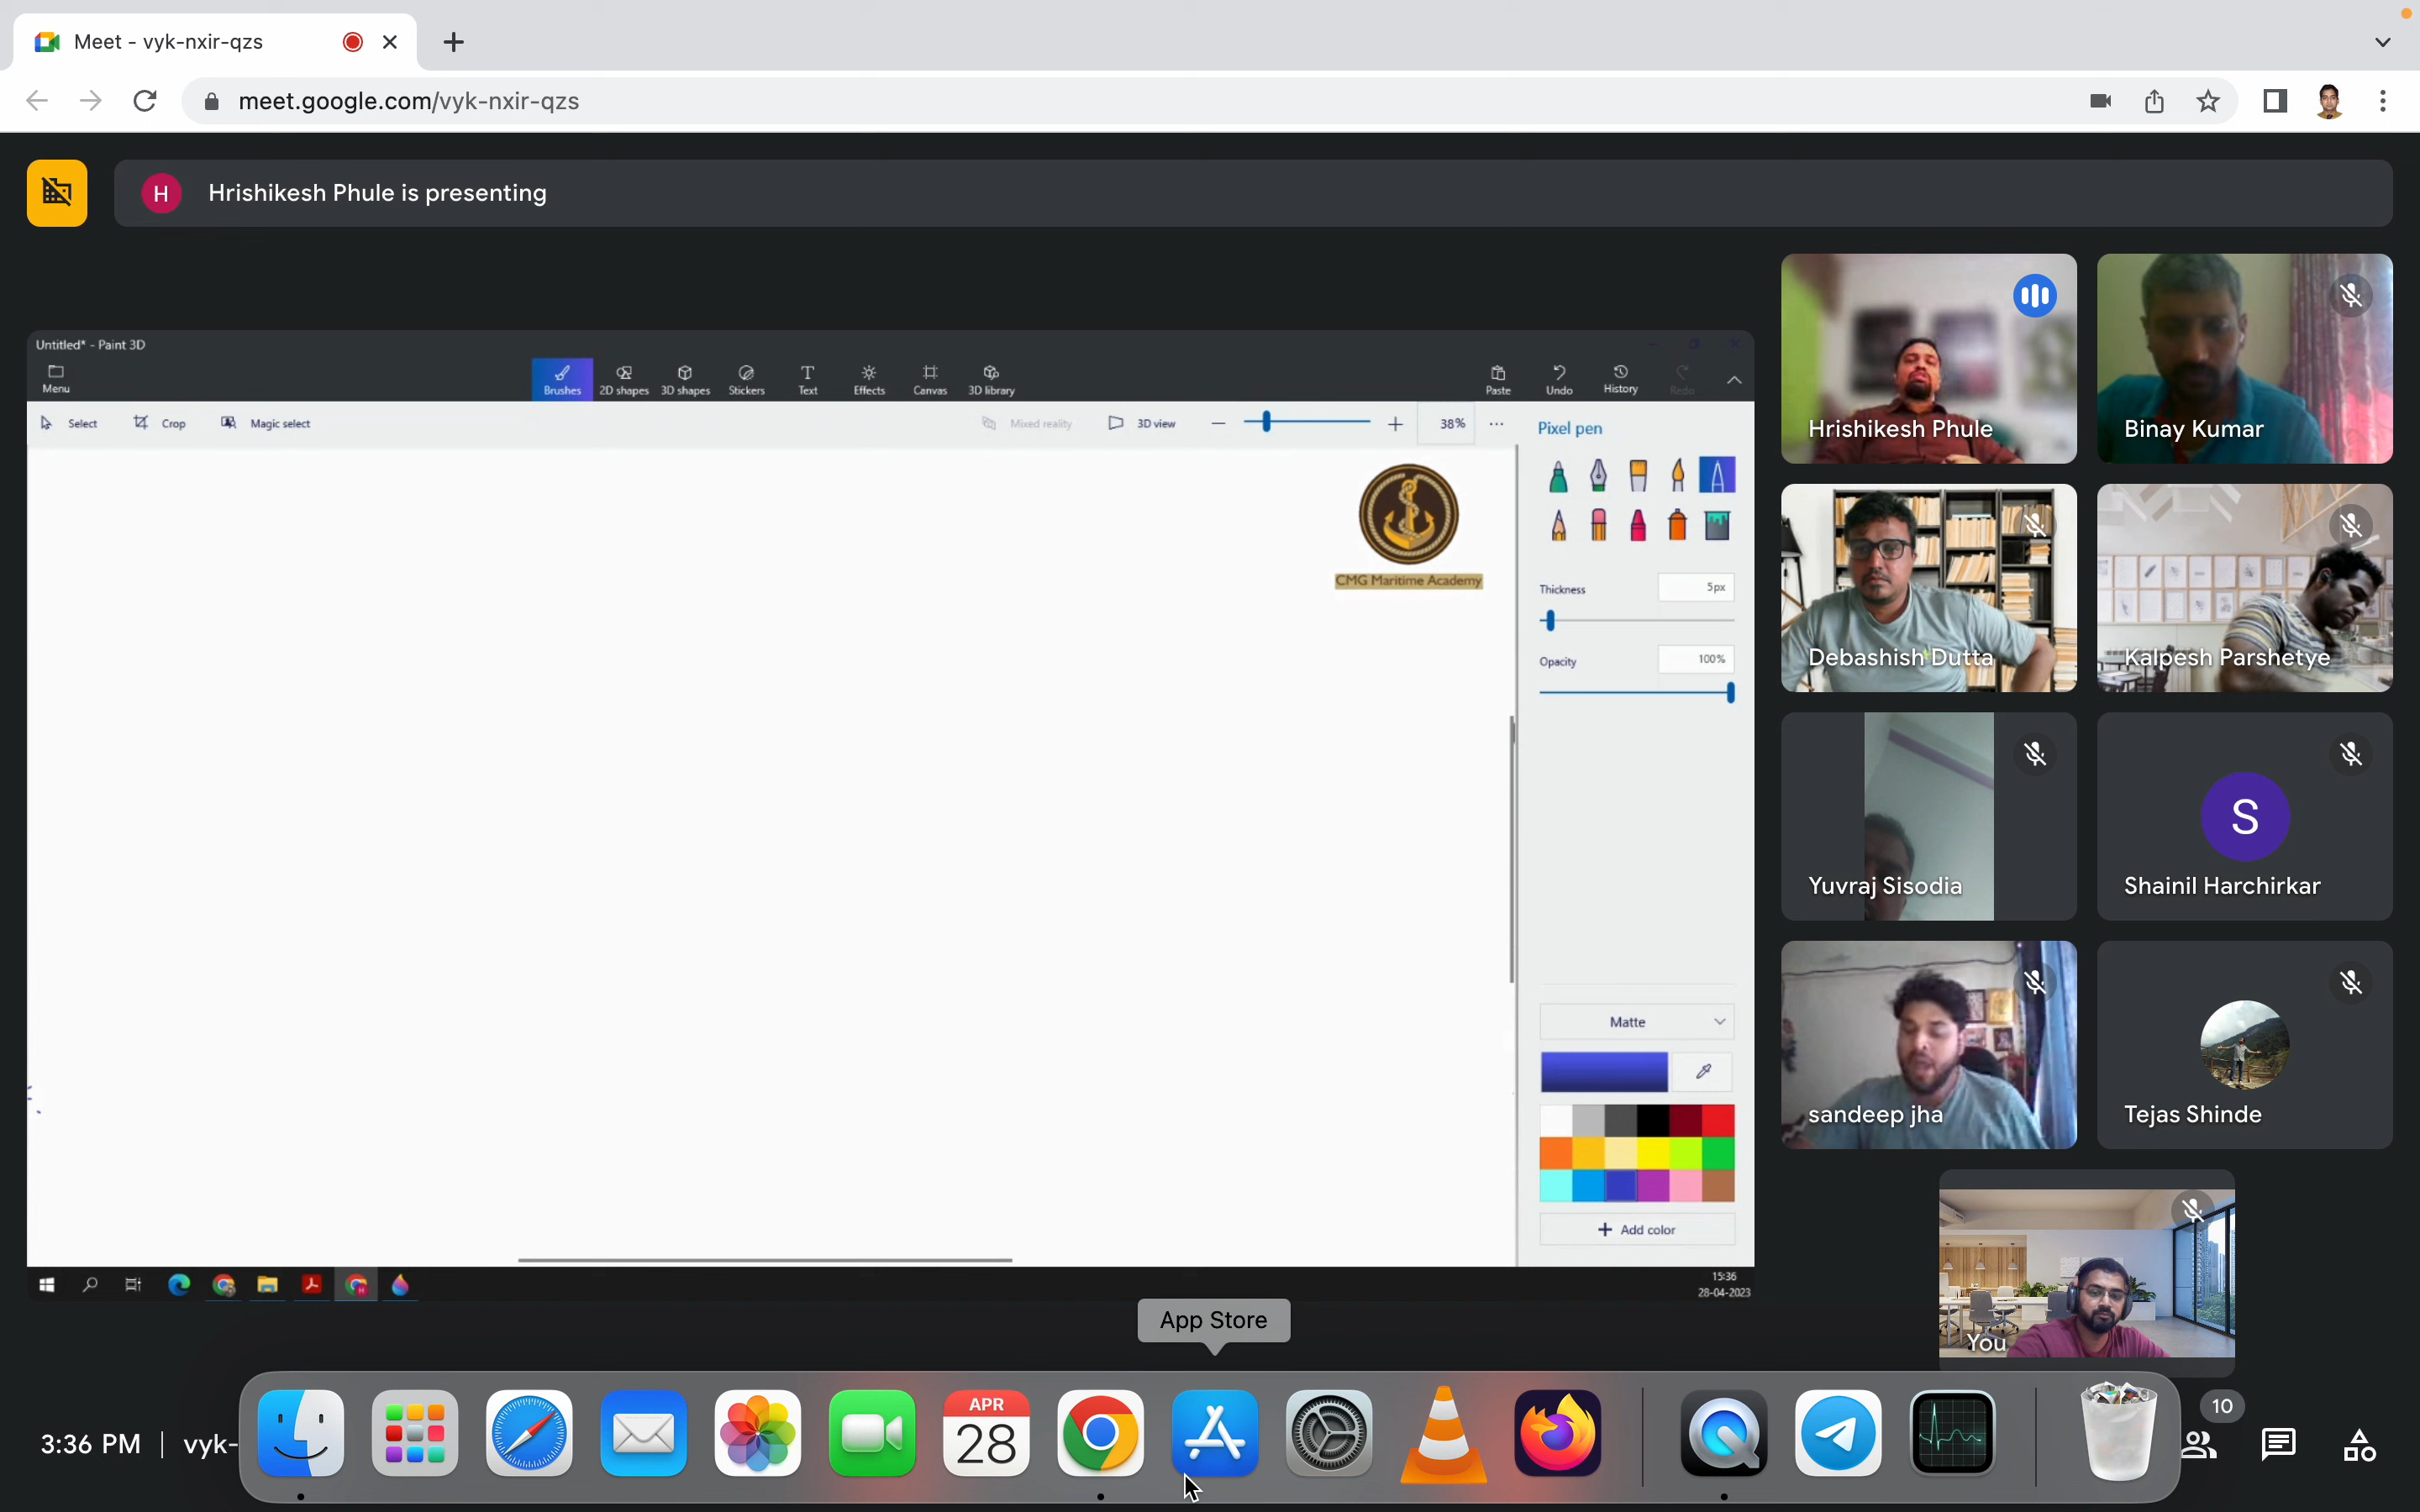 Meet - vyk-nxir-qzs
meet.google.com/vyk-nxir-qzs
H Hrishikesh Phule is presenting
Untitled* - Paint 3D
Menu
Brushes 2D shapes 3D shapes Stickers Text Effects Canvas 3D library Paste Undo History Redo
Select Crop Magic select Mixed reality 3D view 38% Pixel pen
CMG Maritime Academy
Thickness 5px
Opacity 100%
Matte
Add color
15:36
28-04-2023
Hrishikesh Phule
Binay Kumar
Debashish Dutta
Kalpesh Parshetye
Yuvraj Sisodia
S
Shainil Harchirkar
sandeep jha
Tejas Shinde
You
App Store
APR
28
3:36 PM | vyk-
10